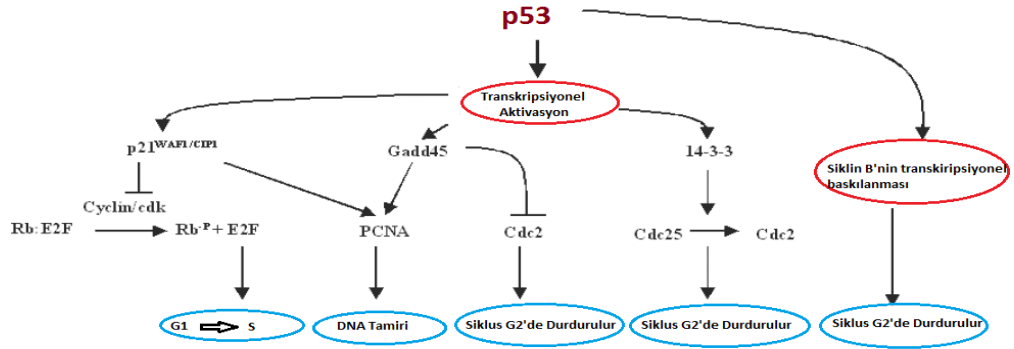 p53
Transkripsiyonel
Aktivasyon
p21WAF1/CIP1
Gadd45
14-3-3
Siklin B'nin transkiripsiyonel
baskılanması
Cyclin/cdk
Rb:E2F
Rb-P + E2F
PCNA
Cdc2
Cdc25
Cdc2
G1
S
DNA Tamiri
Siklus G2'de Durdurulur
Siklus G2'de Durdurulur
Siklus G2'de Durdurulur